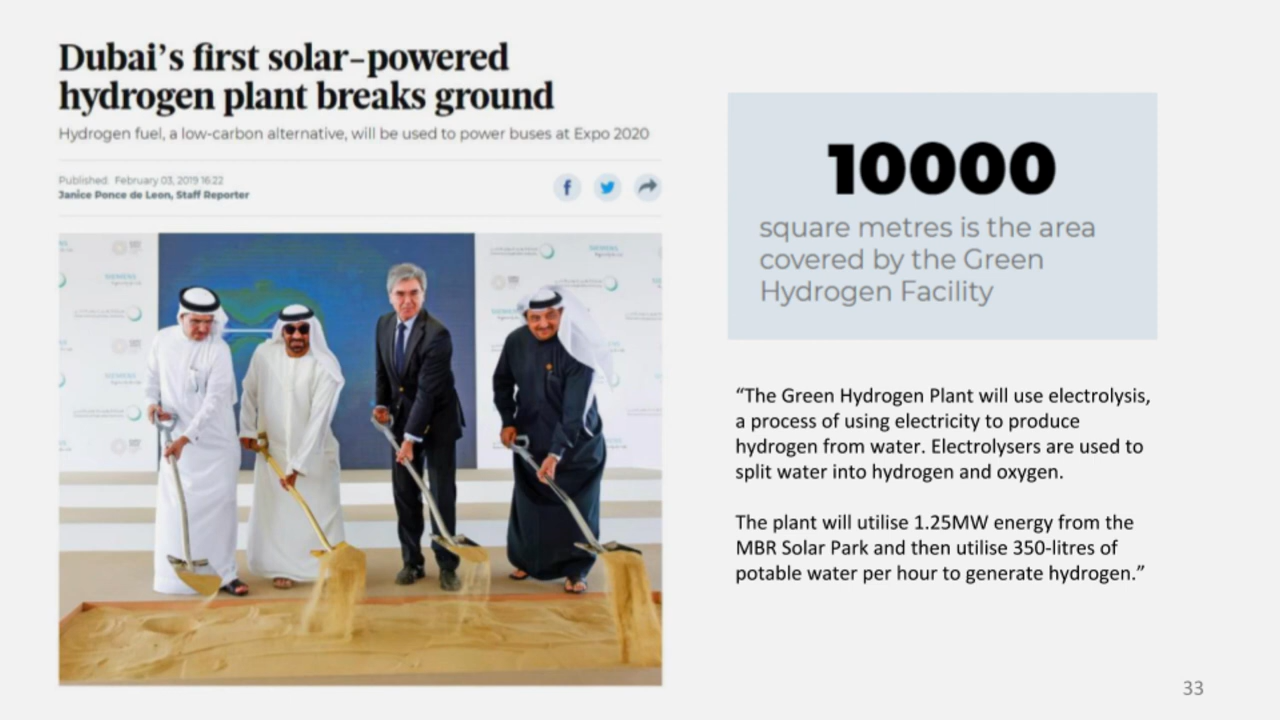 Dubai's first solar-powered
hydrogen plant breaks ground
Hydrogen fuel, a low-carbon alternative, will be used to power buses at Expo 2020
Published: February 03, 2019 16:22
Janice Ponce de Leon, Staff Reporter
SIEMENS
10000
square metres is the area
covered by the Green
Hydrogen Facility
“The Green Hydrogen Plant will use electrolysis,
a process of using electricity to produce
hydrogen from water. Electrolysers are used to
split water into hydrogen and oxygen.
The plant will utilise 1.25MW energy from the
MBR Solar Park and then utilise 350-litres of
potable water per hour to generate hydrogen.”
33